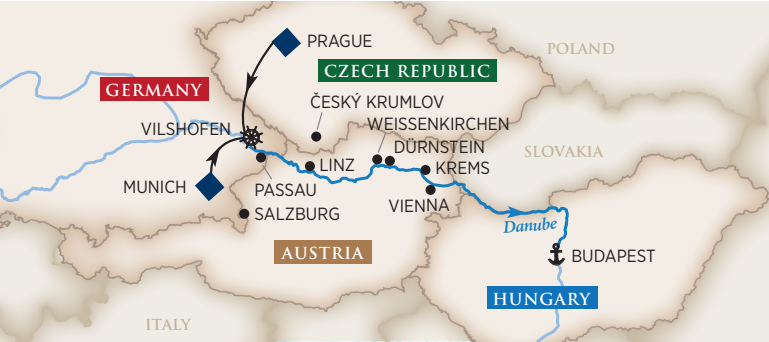 PRAGUE
POLAND
CZECH REPUBLIC
GERMANY
ČESKÝ KRUMLOV
WEISSENKIRCHEN
VILSHOFEN
DÜRNSTEIN
SLOVAKIA
LINZ
KREMS
MUNICH
PASSAU
VIENNA
SALZBURG
Danube
AUSTRIA
BUDAPEST
HUNGARY
ITALY